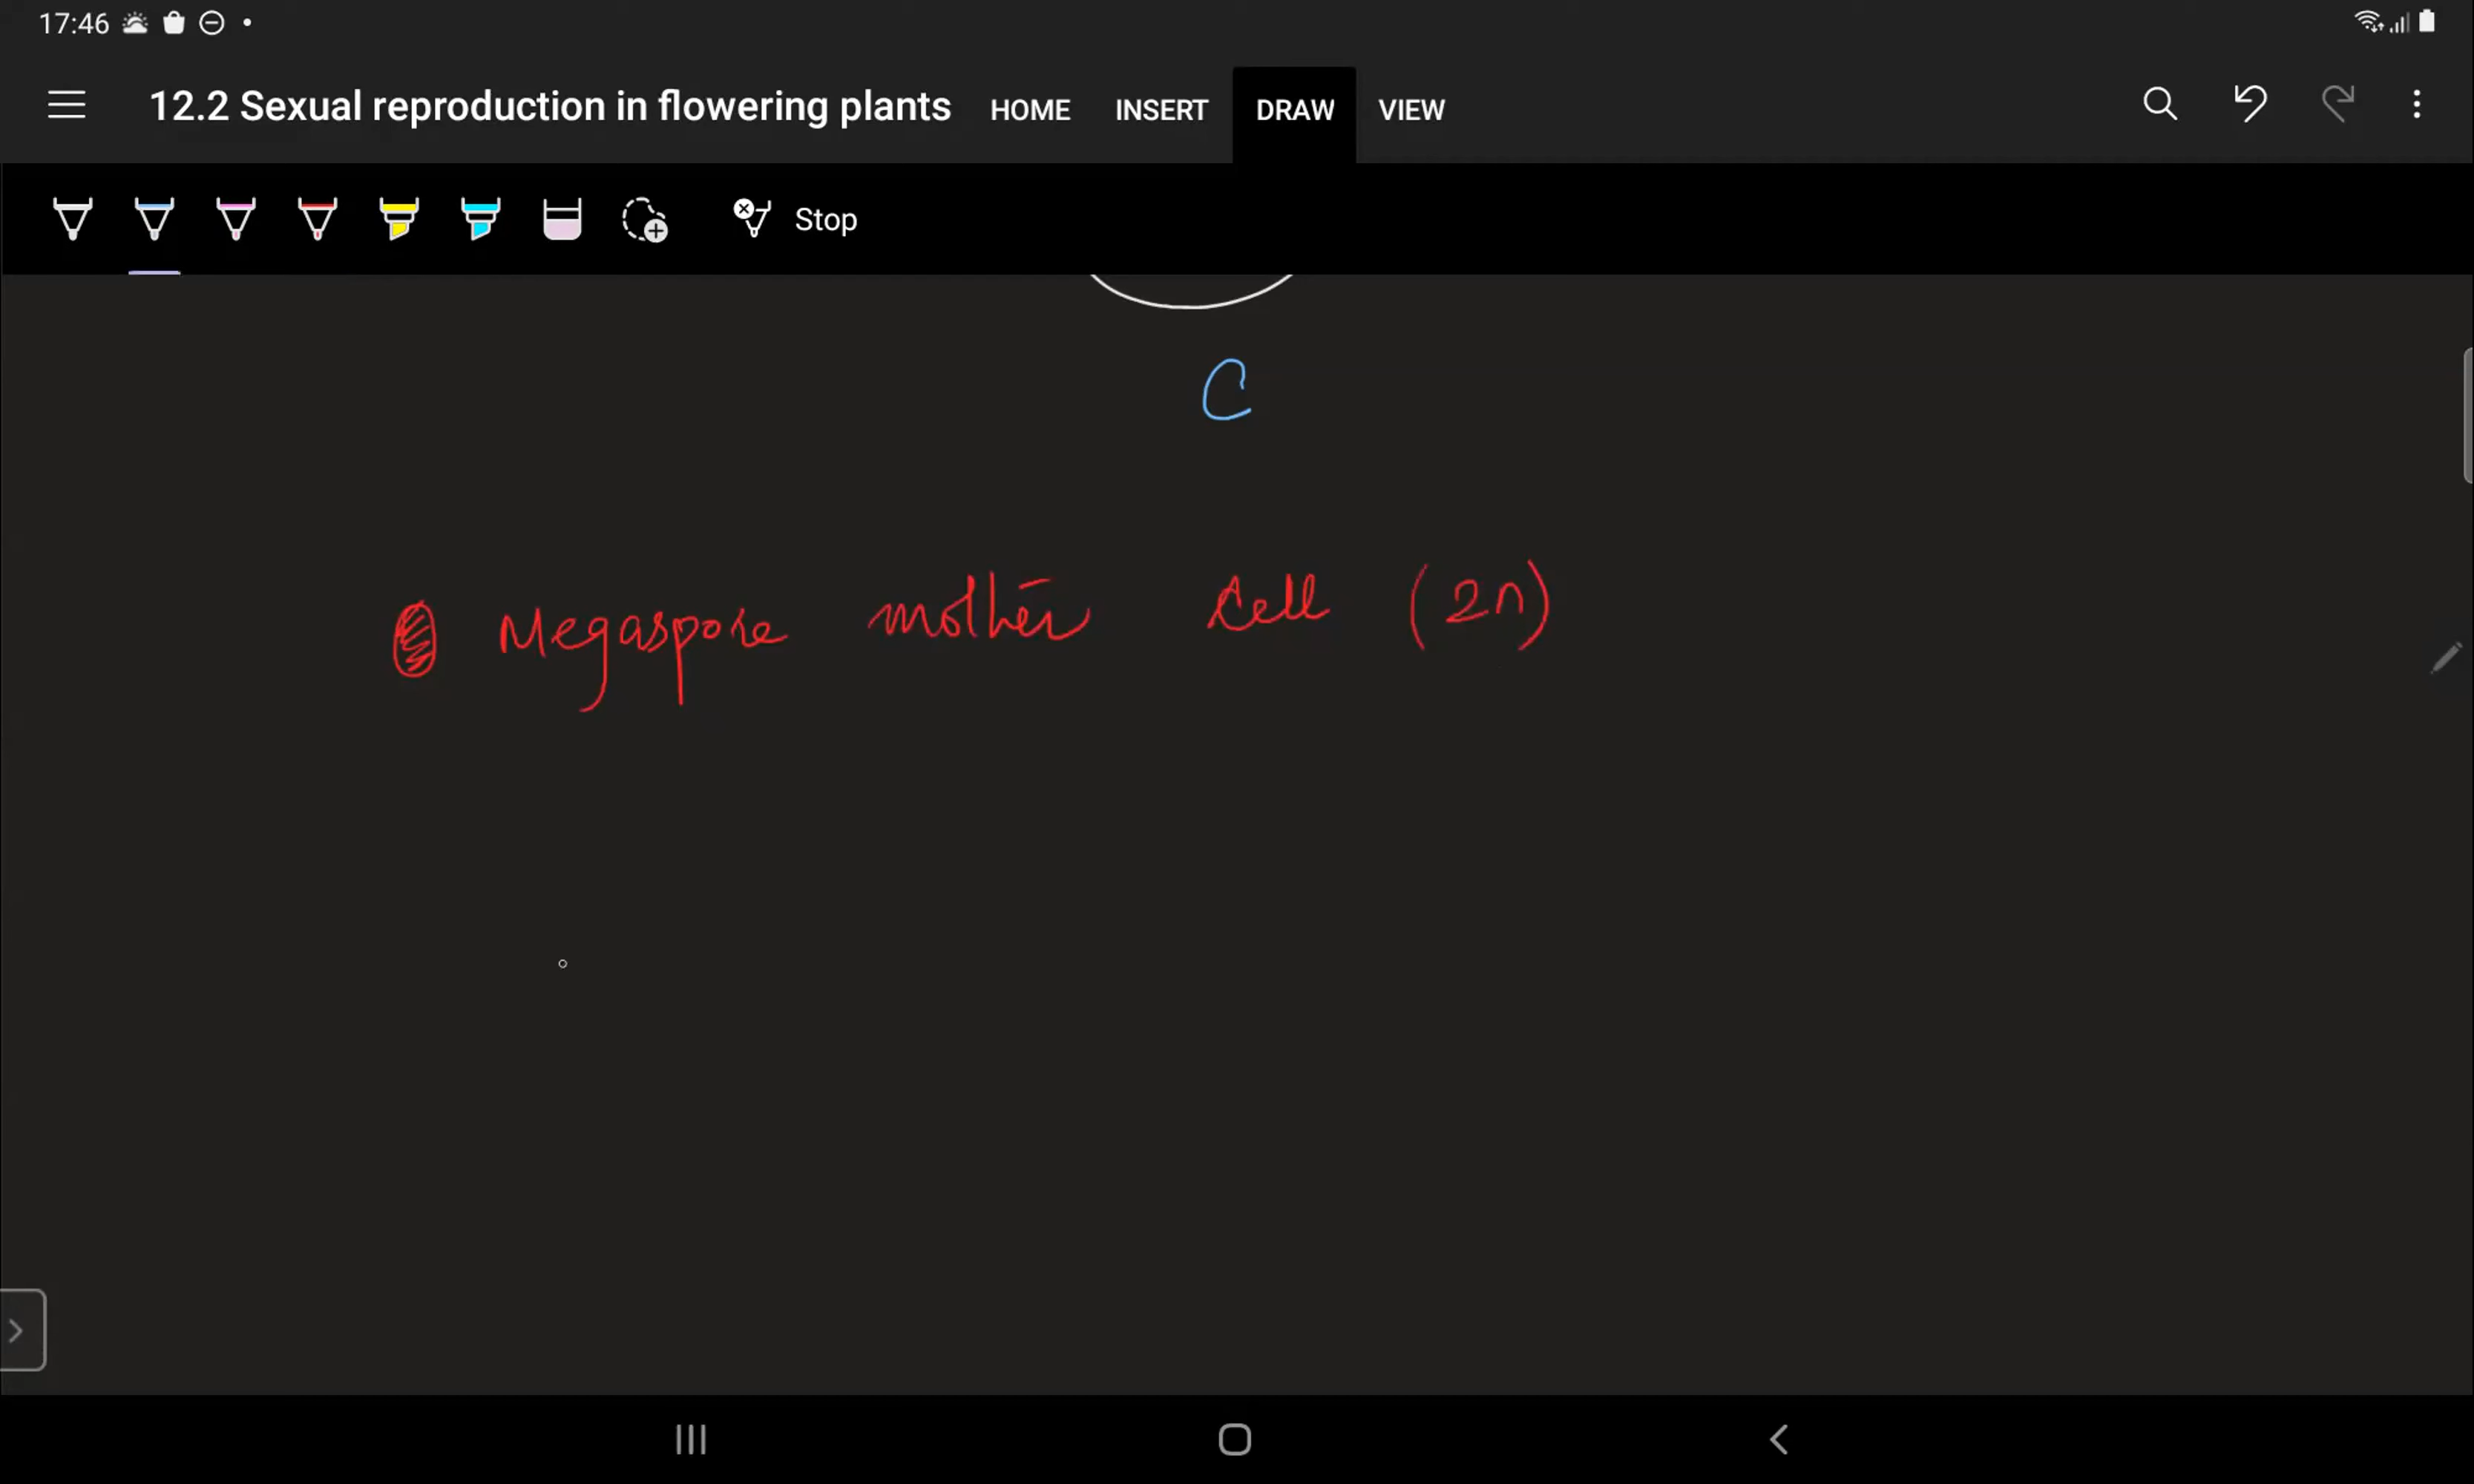 17:46
12.2 Sexual reproduction in flowering plants HOME INSERT DRAW VIEW
Stop
C
Megaspore mother Cell (2n)